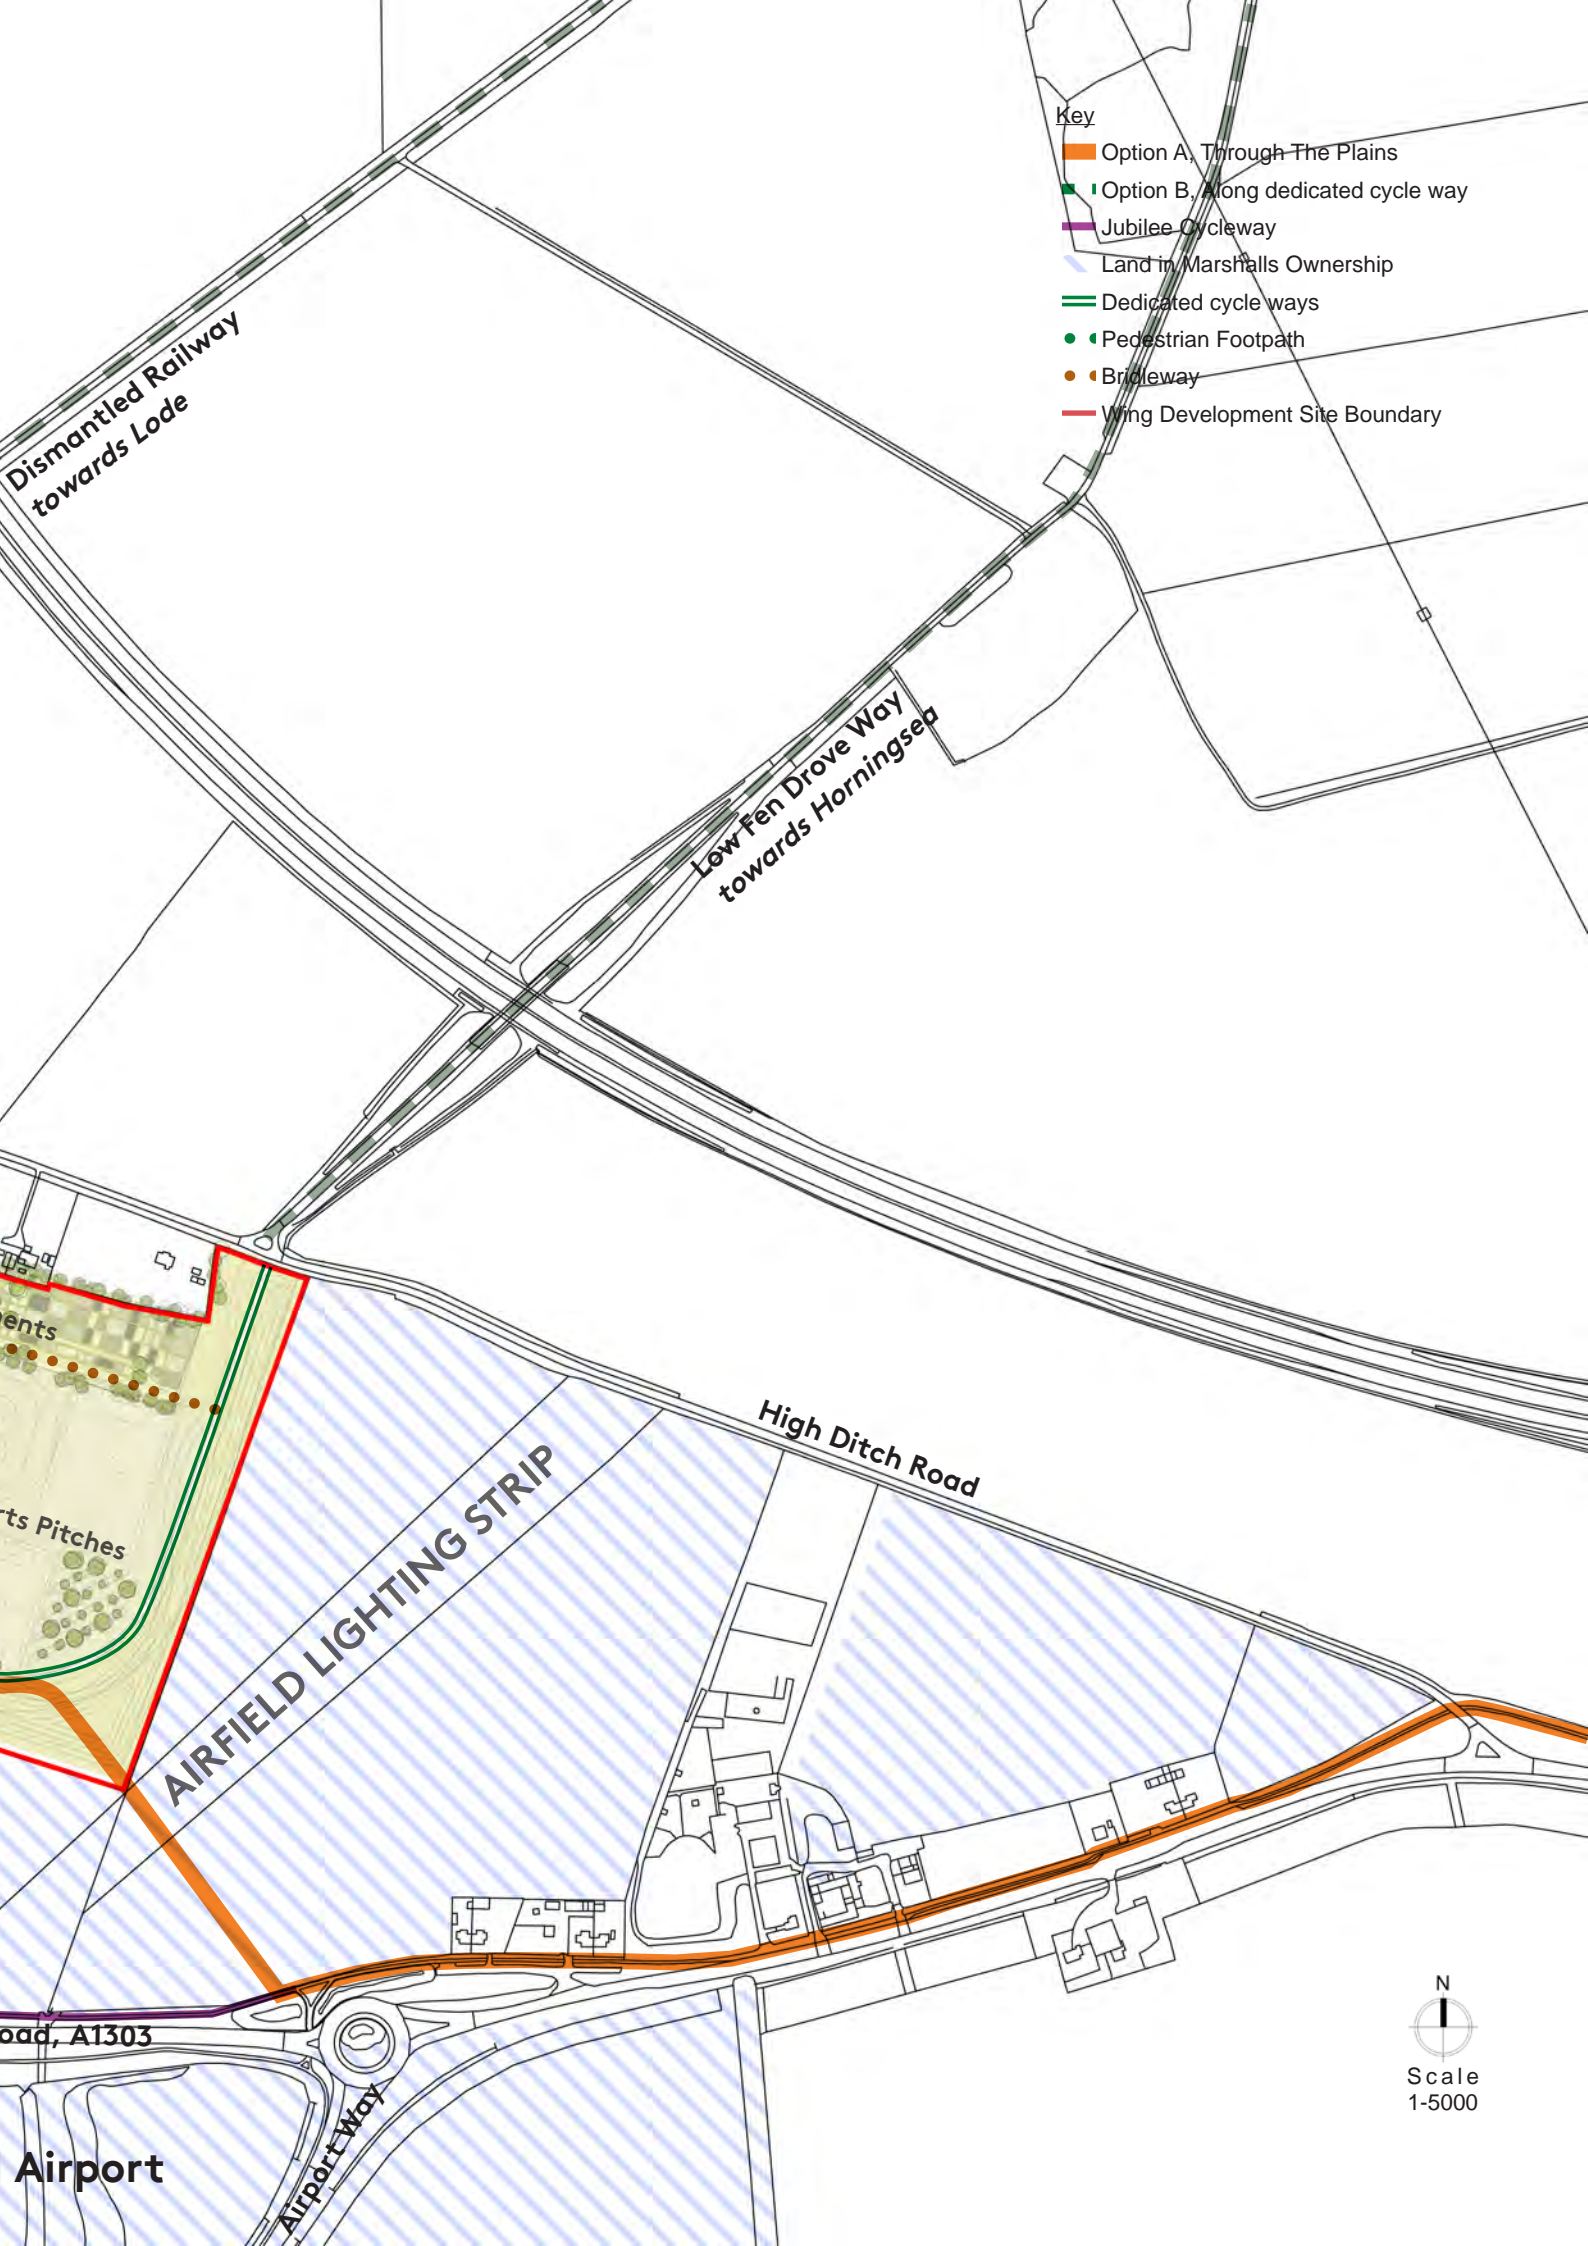 Key
Option A, Through The Plains
Option B, Along dedicated cycle way
Jubilee Cycleway
Land in Marshalls Ownership
Dedicated cycle ways
Pedestrian Footpath
Bridleway
Wing Development Site Boundary
Dismantled Railway
towards Lode
Low Fen Drove Way
towards Horningsea
ents
rts Pitches
High Ditch Road
AIRFIELD LIGHTING STRIP
oad, A1303
Airport Way
Airport
N
Scale
1-5000